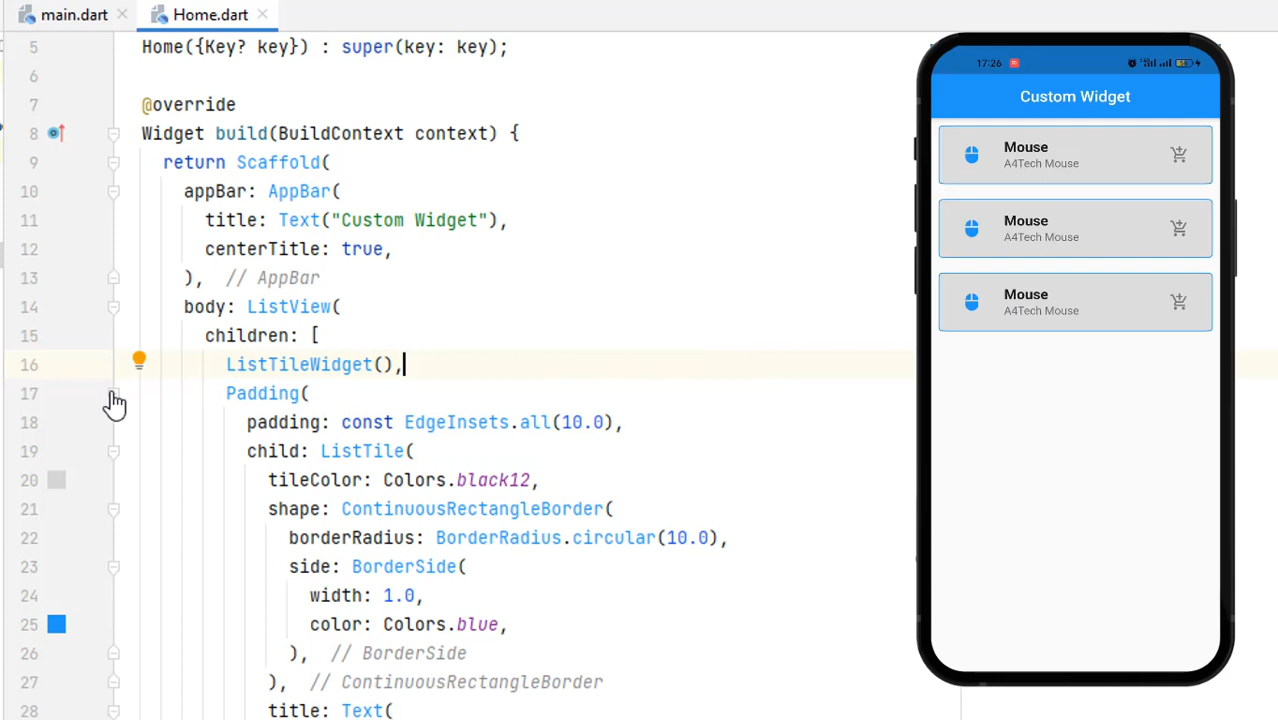 main.dart
Home.dart
5 Home({Key? key}) : super(key: key);
6
7 @override
8 Widget build(BuildContext context) {
9 return Scaffold(
10 appBar: AppBar(
11 title: Text("Custom Widget"),
12 centerTitle: true,
13 ), // AppBar
14 body: ListView(
15 children: [
16 ListTileWidget(),
17 Padding(
18 padding: const EdgeInsets.all(10.0),
19 child: ListTile(
20 tileColor: Colors.black12,
21 shape: ContinuousRectangleBorder(
22 borderRadius: BorderRadius.circular(10.0),
23 side: BorderSide(
24 width: 1.0,
25 color: Colors.blue,
26 ), // BorderSide
27 ), // ContinuousRectangleBorder
28 title: Text(
17:26
Custom Widget
Mouse
A4Tech Mouse
Mouse
A4Tech Mouse
Mouse
A4Tech Mouse